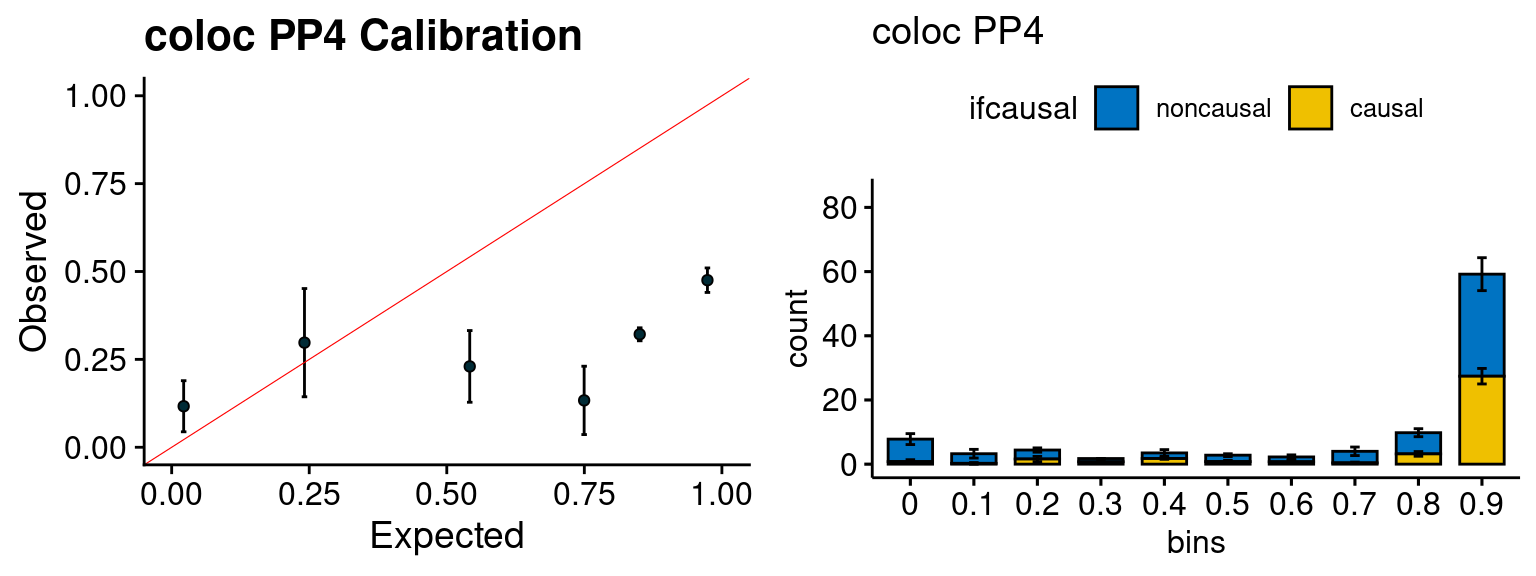 coloc PP4 Calibration
Observed
1.00
0.75
0.50
0.25
0.00
0.00 0.25 0.50 0.75 1.00
Expected
coloc PP4
ifcausal noncausal causal
count
80
60
40
20
0
0 0.1 0.2 0.3 0.4 0.5 0.6 0.7 0.8 0.9
bins